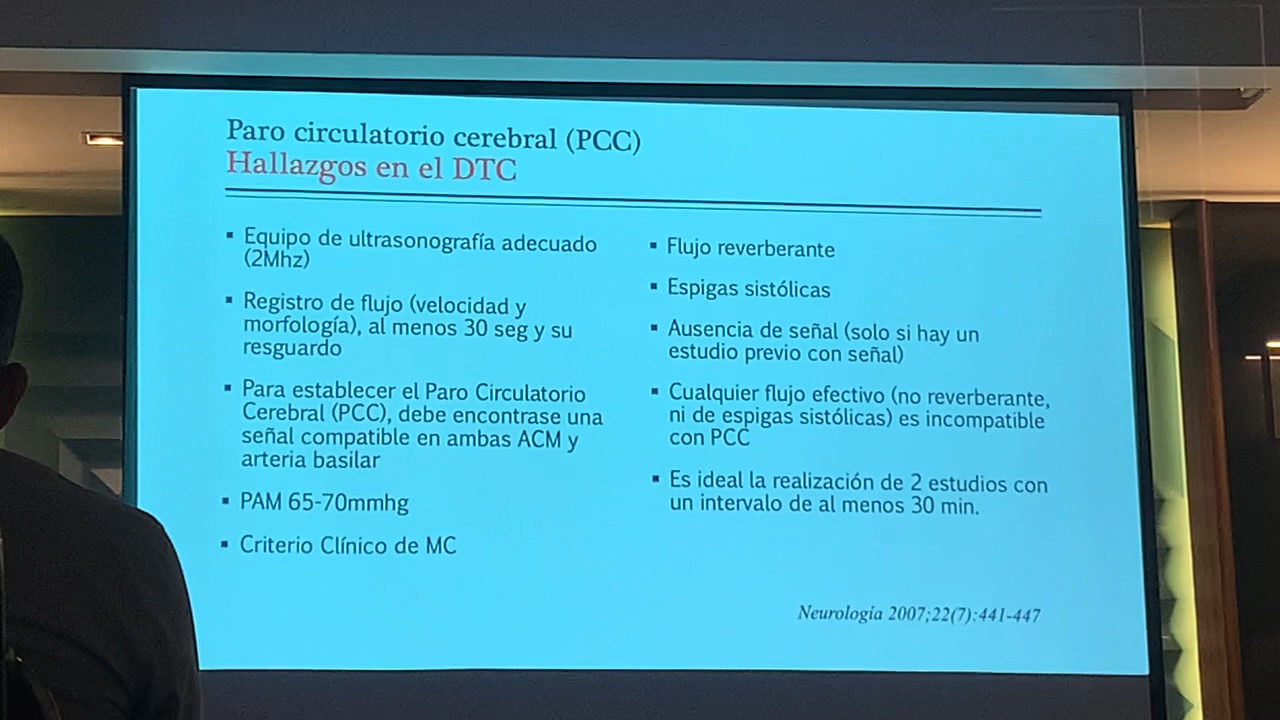 Paro circulatorio cerebral (PCC)
Hallazgos en el DTC
▪ Equipo de ultrasonografía adecuado
(2Mhz)
▪ Registro de flujo (velocidad y
morfología), al menos 30 seg y su
resguardo
▪ Para establecer el Paro Circulatorio
Cerebral (PCC), debe encontrase una
señal compatible en ambas ACM y
arteria basilar
▪ PAM 65-70mmhg
▪ Criterio Clínico de MC
▪ Flujo reverberante
▪ Espigas sistólicas
▪ Ausencia de señal (solo si hay un
estudio previo con señal)
▪ Cualquier flujo efectivo (no reverberante,
ni de espigas sistólicas) es incompatible
con PCC
▪ Es ideal la realización de 2 estudios con
un intervalo de al menos 30 min.
Neurología 2007;22(7):441-447